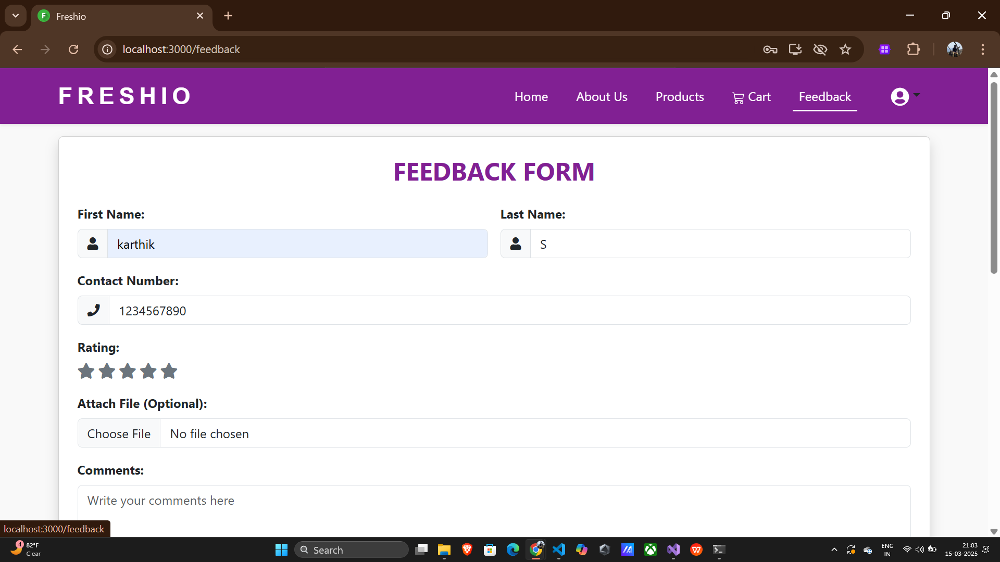 F Freshio
localhost:3000/feedback
FRESHIO
Home About Us Products Cart Feedback
FEEDBACK FORM
First Name: Last Name:
karthik S
Contact Number:
1234567890
Rating:
Attach File (Optional):
Choose File No file chosen
Comments:
Write your comments here
localhost:3000/feedback
4 82°F
Clear
Search
ENG
IN
21:03
15-03-2025